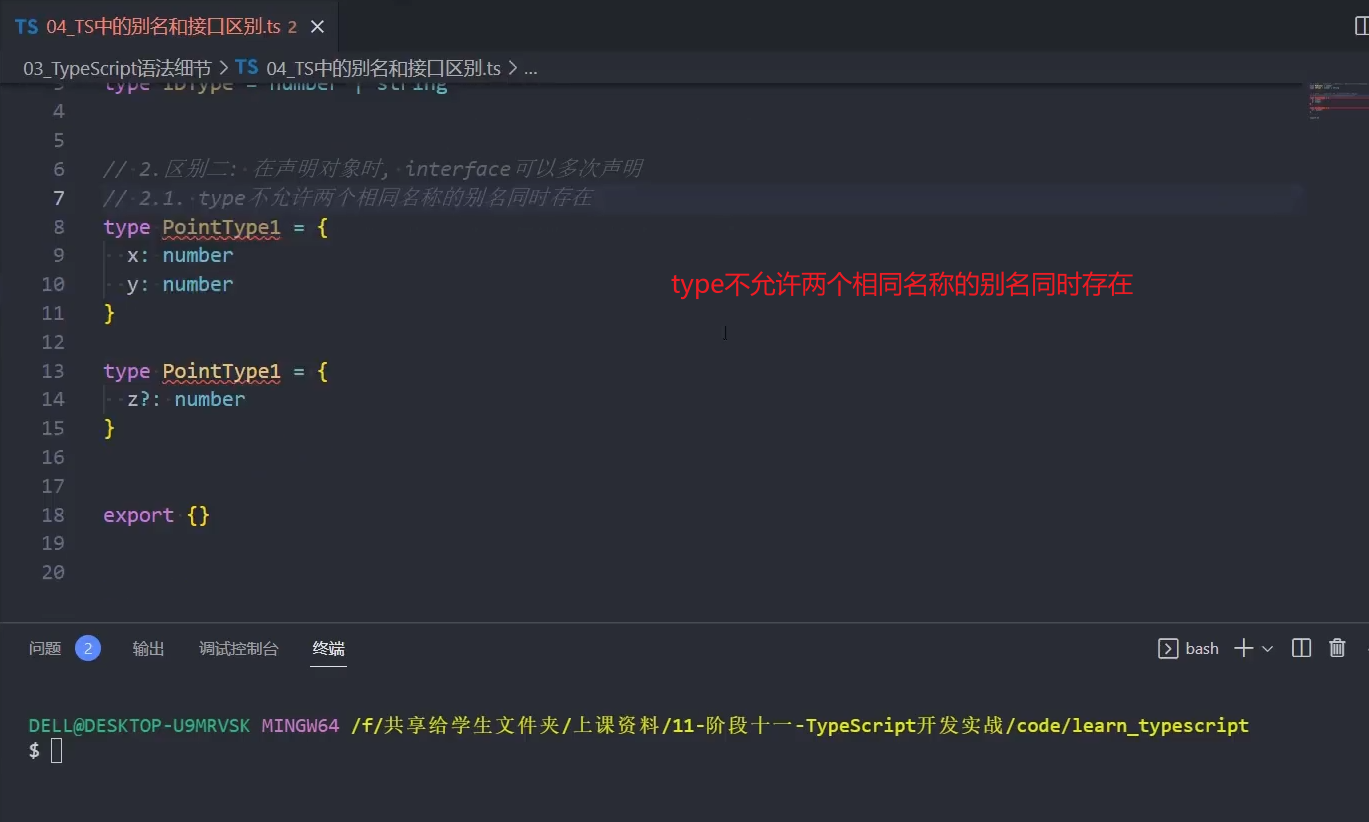 TS 04_TS中的别名和接口区别.ts 2
03_TypeScript语法细节 > TS 04_TS中的别名和接口区别.ts > ...
3 type IDType = number | string
4
5
6 // 2.区别二: 在声明对象时, interface可以多次声明
7 // 2.1. type不允许两个相同名称的别名同时存在
8 type PointType1 = {
9 x: number
10 y: number
type不允许两个相同名称的别名同时存在
11 }
12
13 type PointType1 = {
14 z?: number
15 }
16
17
18 export {}
19
20
问题 2 输出 调试控制台 终端 bash
DELL@DESKTOP-U9MRVSK MINGW64 /f/共享给学生文件夹/上课资料/11-阶段十一-TypeScript开发实战/code/learn_typescript
$